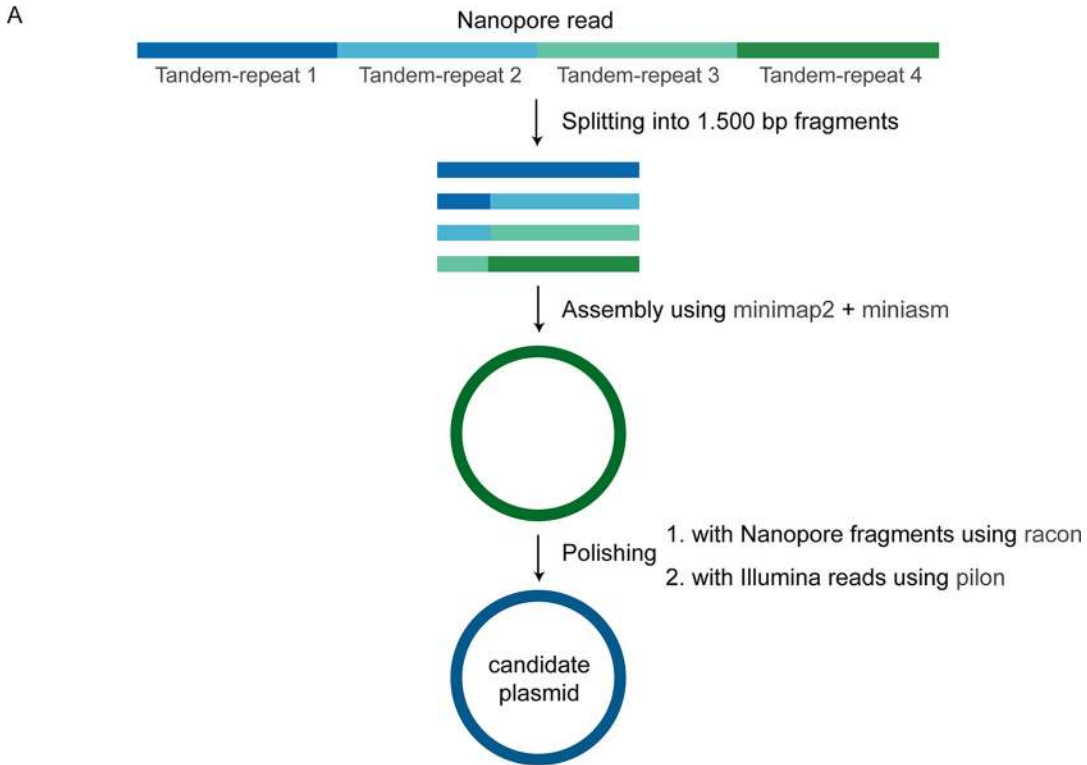 A
Nanopore read
Tandem-repeat 1 Tandem-repeat 2 Tandem-repeat 3 Tandem-repeat 4
Splitting into 1.500 bp fragments
Assembly using minimap2 + miniasm
Polishing
1. with Nanopore fragments using racon
2. with Illumina reads using pilon
candidate
plasmid